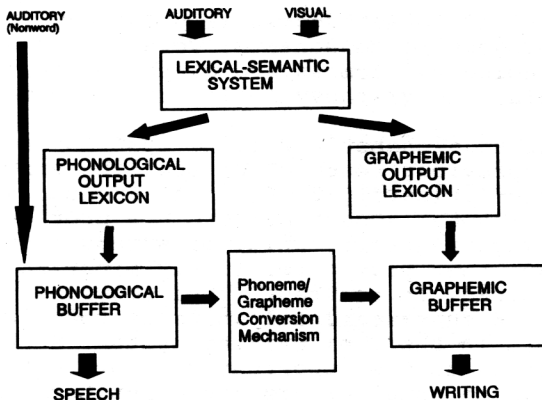 AUDITORY
(Nonword)
AUDITORY
VISUAL
LEXICAL-SEMANTIC
SYSTEM
PHONOLOGICAL
OUTPUT
LEXICON
GRAPHEMIC
OUTPUT
LEXICON
PHONOLOGICAL
BUFFER
Phoneme/
Grapheme
Conversion
Mechanism
GRAPHEMIC
BUFFER
SPEECH
WRITING